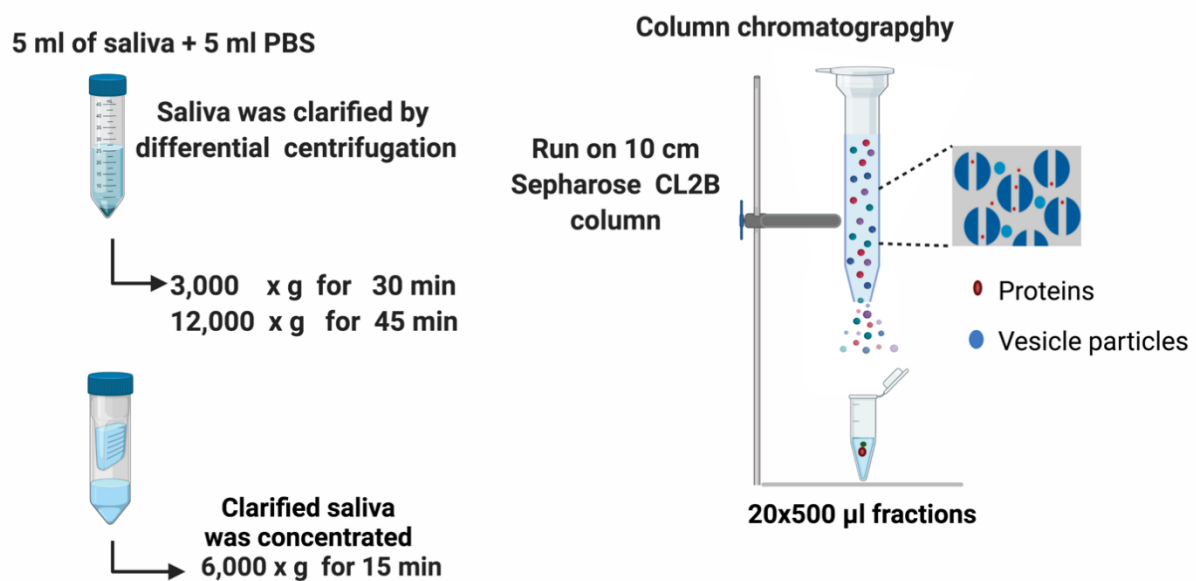 5 ml of saliva + 5 ml PBS
Saliva was clarified by
differential centrifugation
3,000 x g for 30 min
12,000 x g for 45 min
Clarified saliva
was concentrated
6,000 x g for 15 min
Column chromatograpghy
Run on 10 cm
Sepharose CL2B
column
Proteins
Vesicle particles
20x500 µl fractions